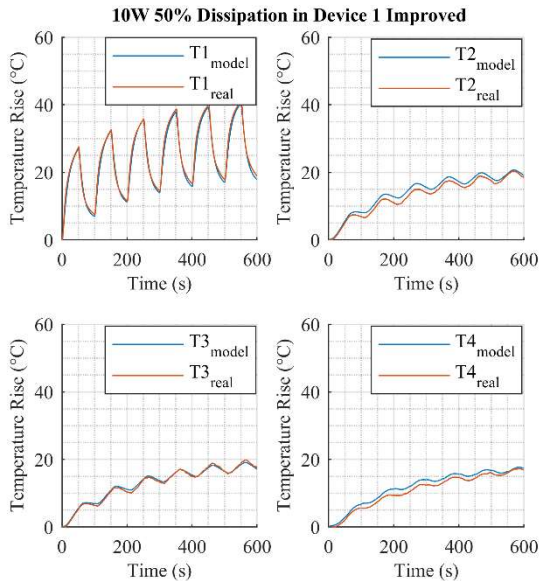 10W 50% Dissipation in Device 1 Improved
Temperature Rise (°C)
60
40
20
0
T1model
T1real
0 200 400 600
Time (s)
Temperature Rise (°C)
60
40
20
0
T2model
T2real
0 200 400 600
Time (s)
Temperature Rise (°C)
60
40
20
0
T3model
T3real
0 200 400 600
Time (s)
Temperature Rise (°C)
60
40
20
0
T4model
T4real
0 200 400 600
Time (s)